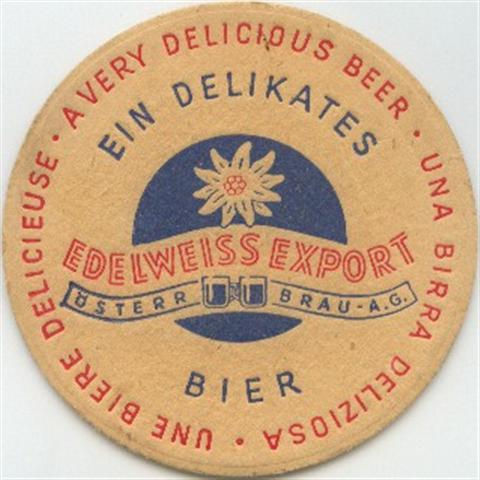 A VERY DELICIOUS BEER · UNA BIRRA DELIZIOSA · UNE BIERE DELICIEUSE ·
EIN DELIKATES
EDELWEISS EXPORT
ÖSTERR BRAU-A.G.
BIER